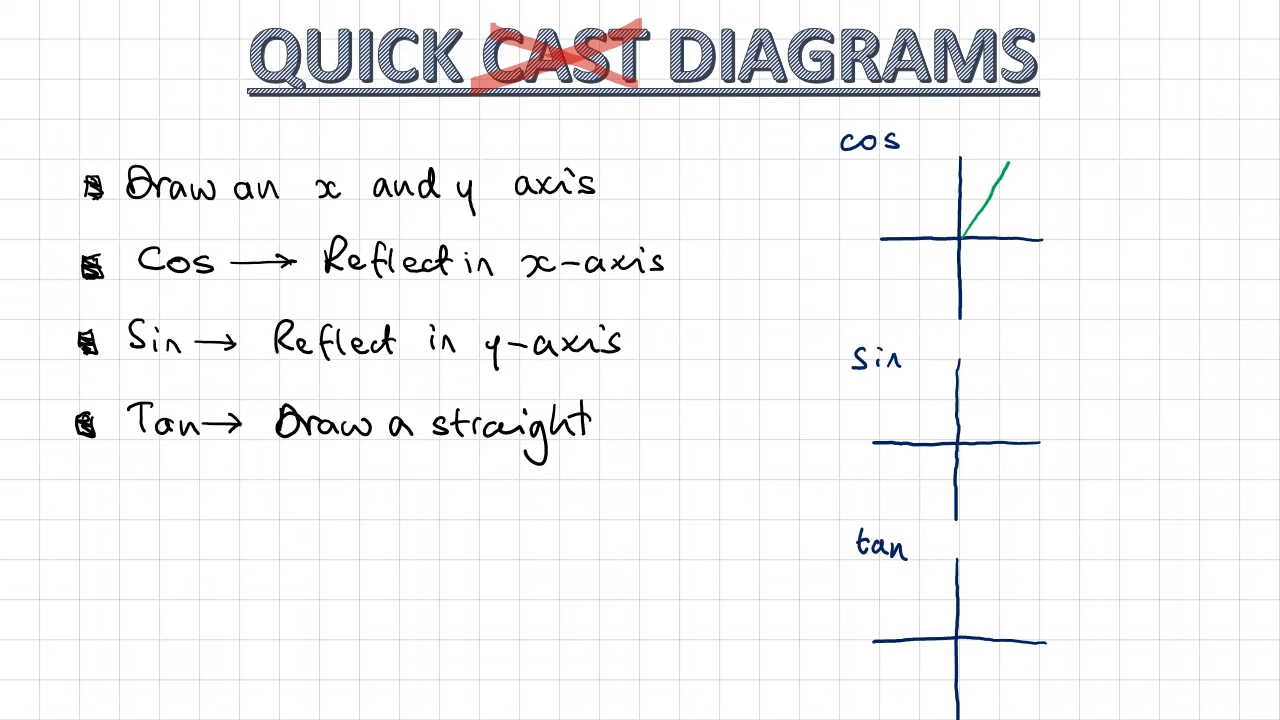 QUICK CAST DIAGRAMS
Draw an x and y axis
Cos → Reflect in x-axis
Sin → Reflect in y-axis
Tan → Draw a straight
cos
sin
tan